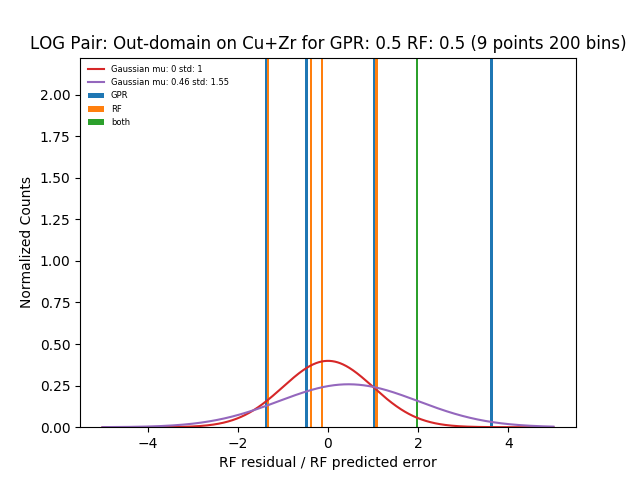 LOG Pair: Out-domain on Cu+Zr for GPR: 0.5 RF: 0.5 (9 points 200 bins)
Gaussian mu: 0 std: 1
Gaussian mu: 0.46 std: 1.55
GPR
RF
both
Normalized Counts
2.00
1.75
1.50
1.25
1.00
0.75
0.50
0.25
0.00
−4
−2
0
2
4
RF residual / RF predicted error